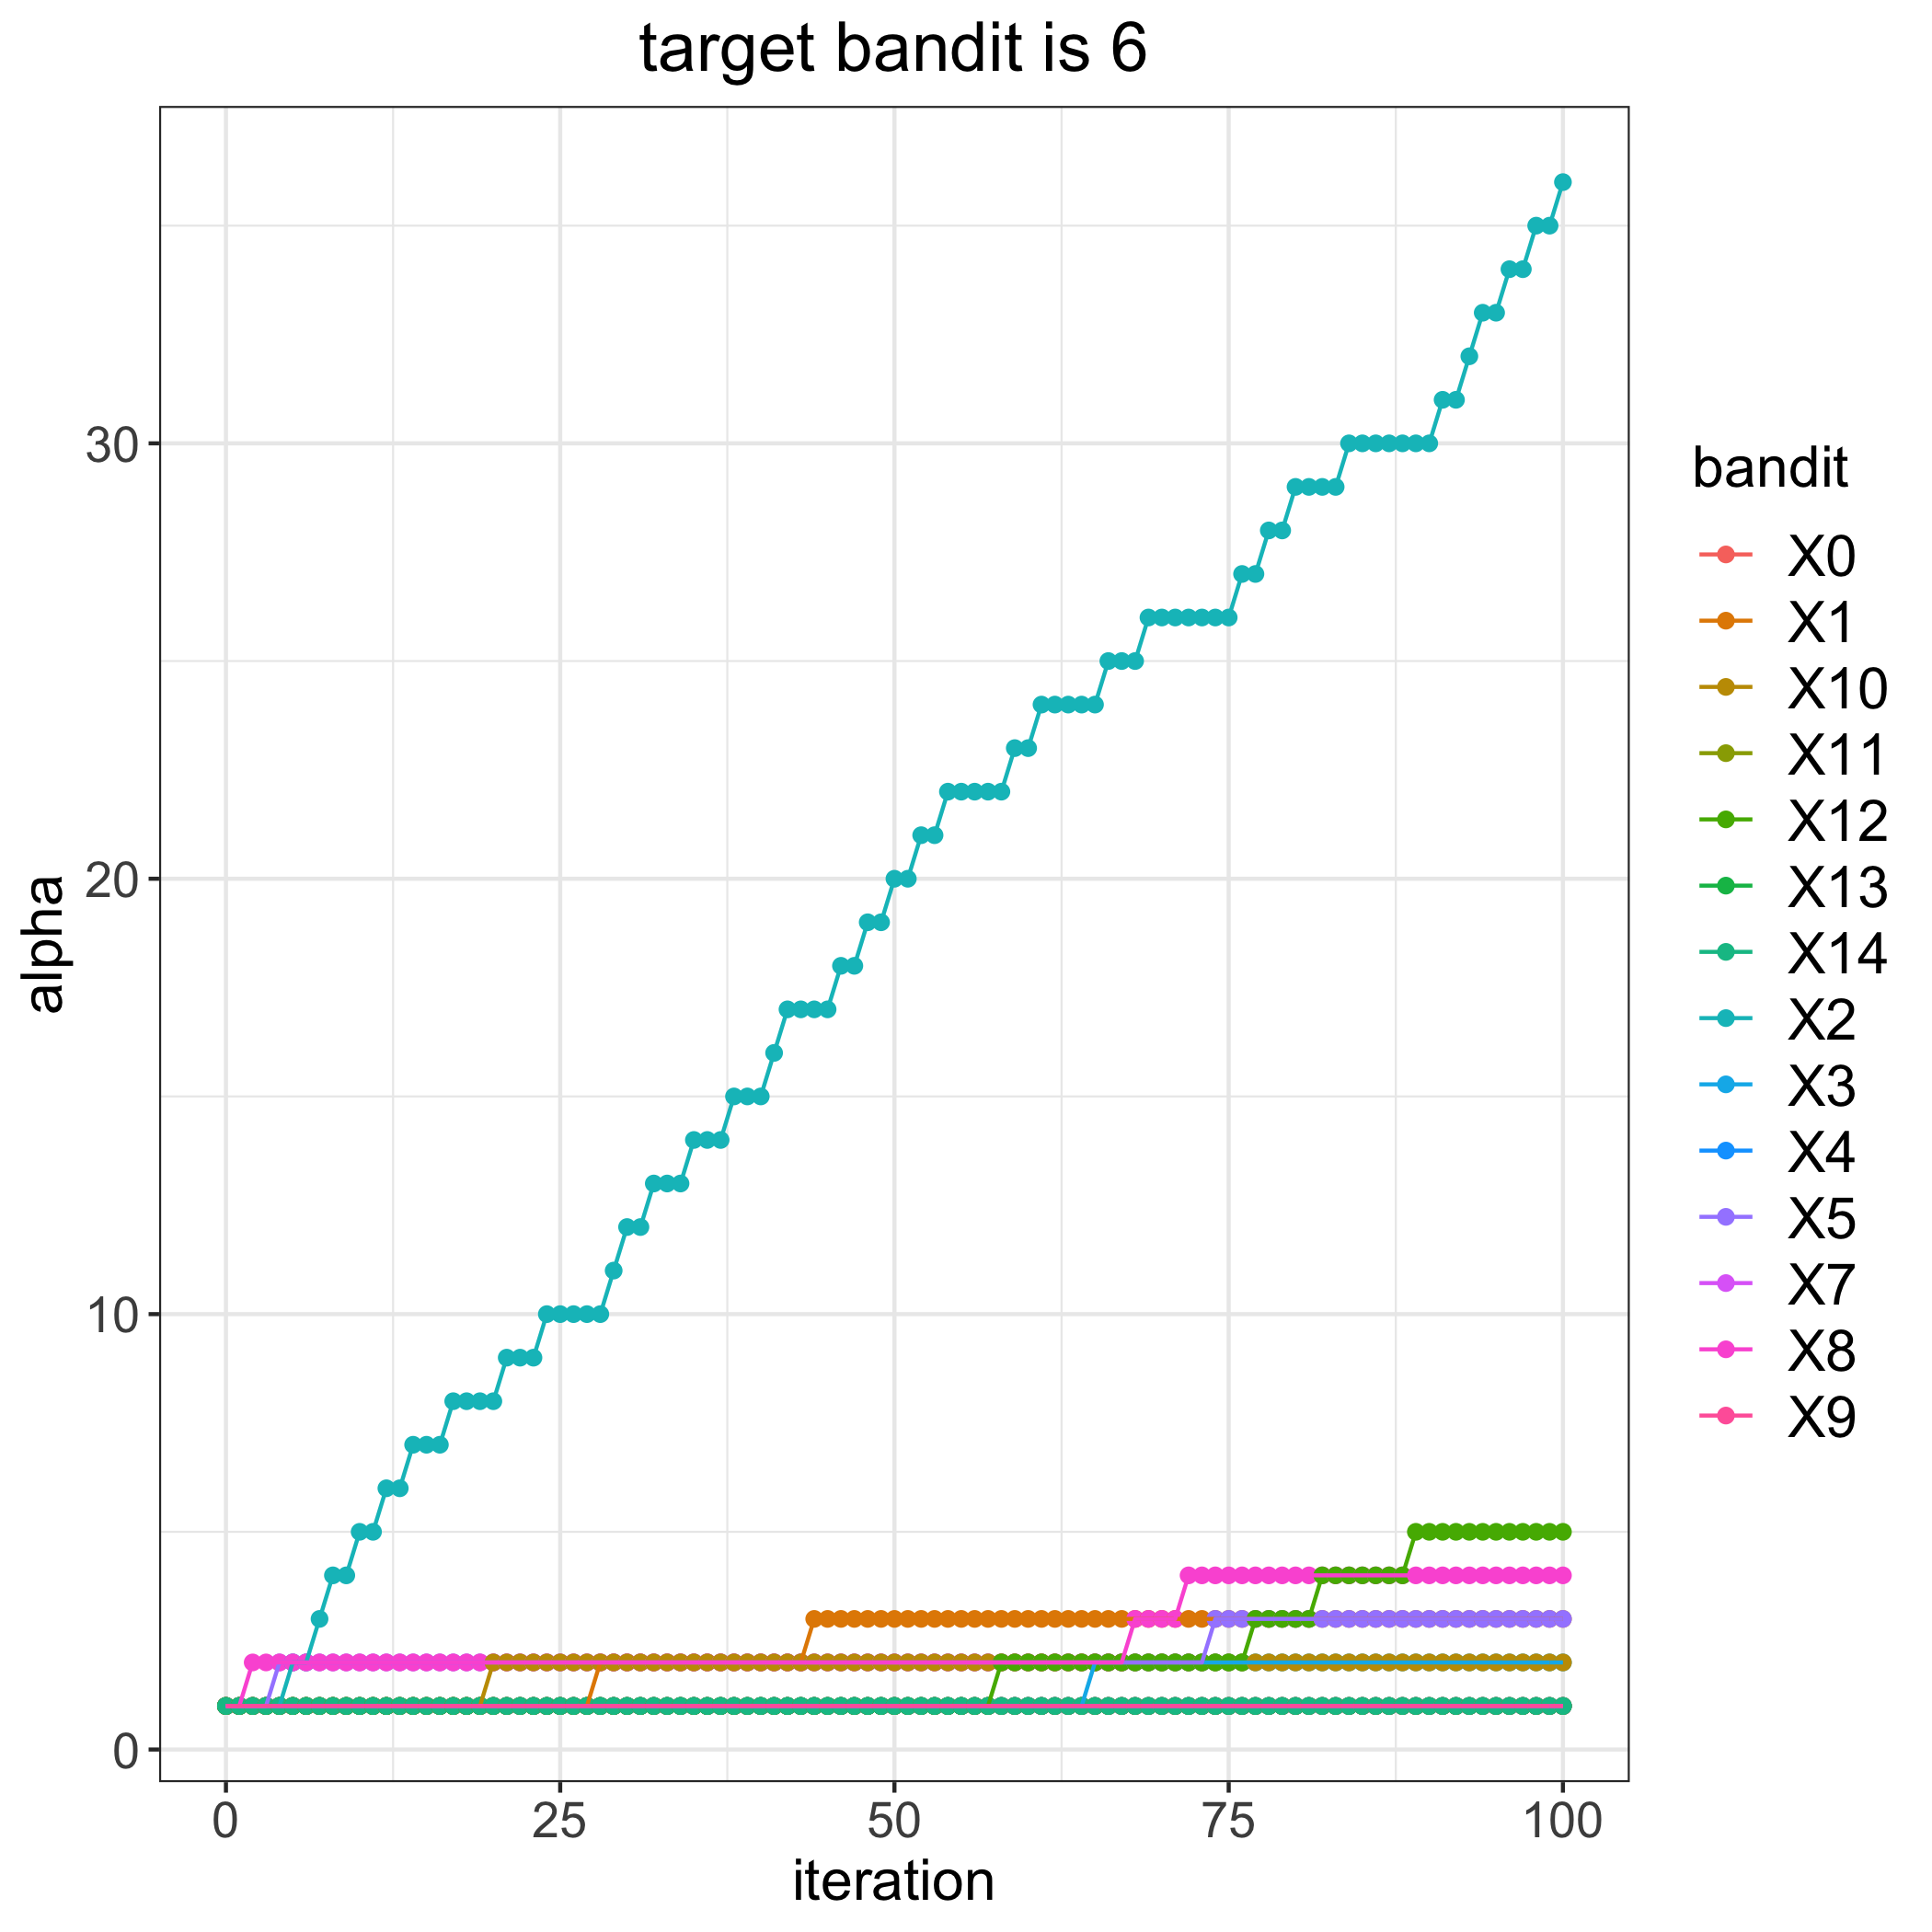 target bandit is 6
alpha
30
20
10
0
0 25 50 75 100
iteration
bandit
X0
X1
X10
X11
X12
X13
X14
X2
X3
X4
X5
X7
X8
X9